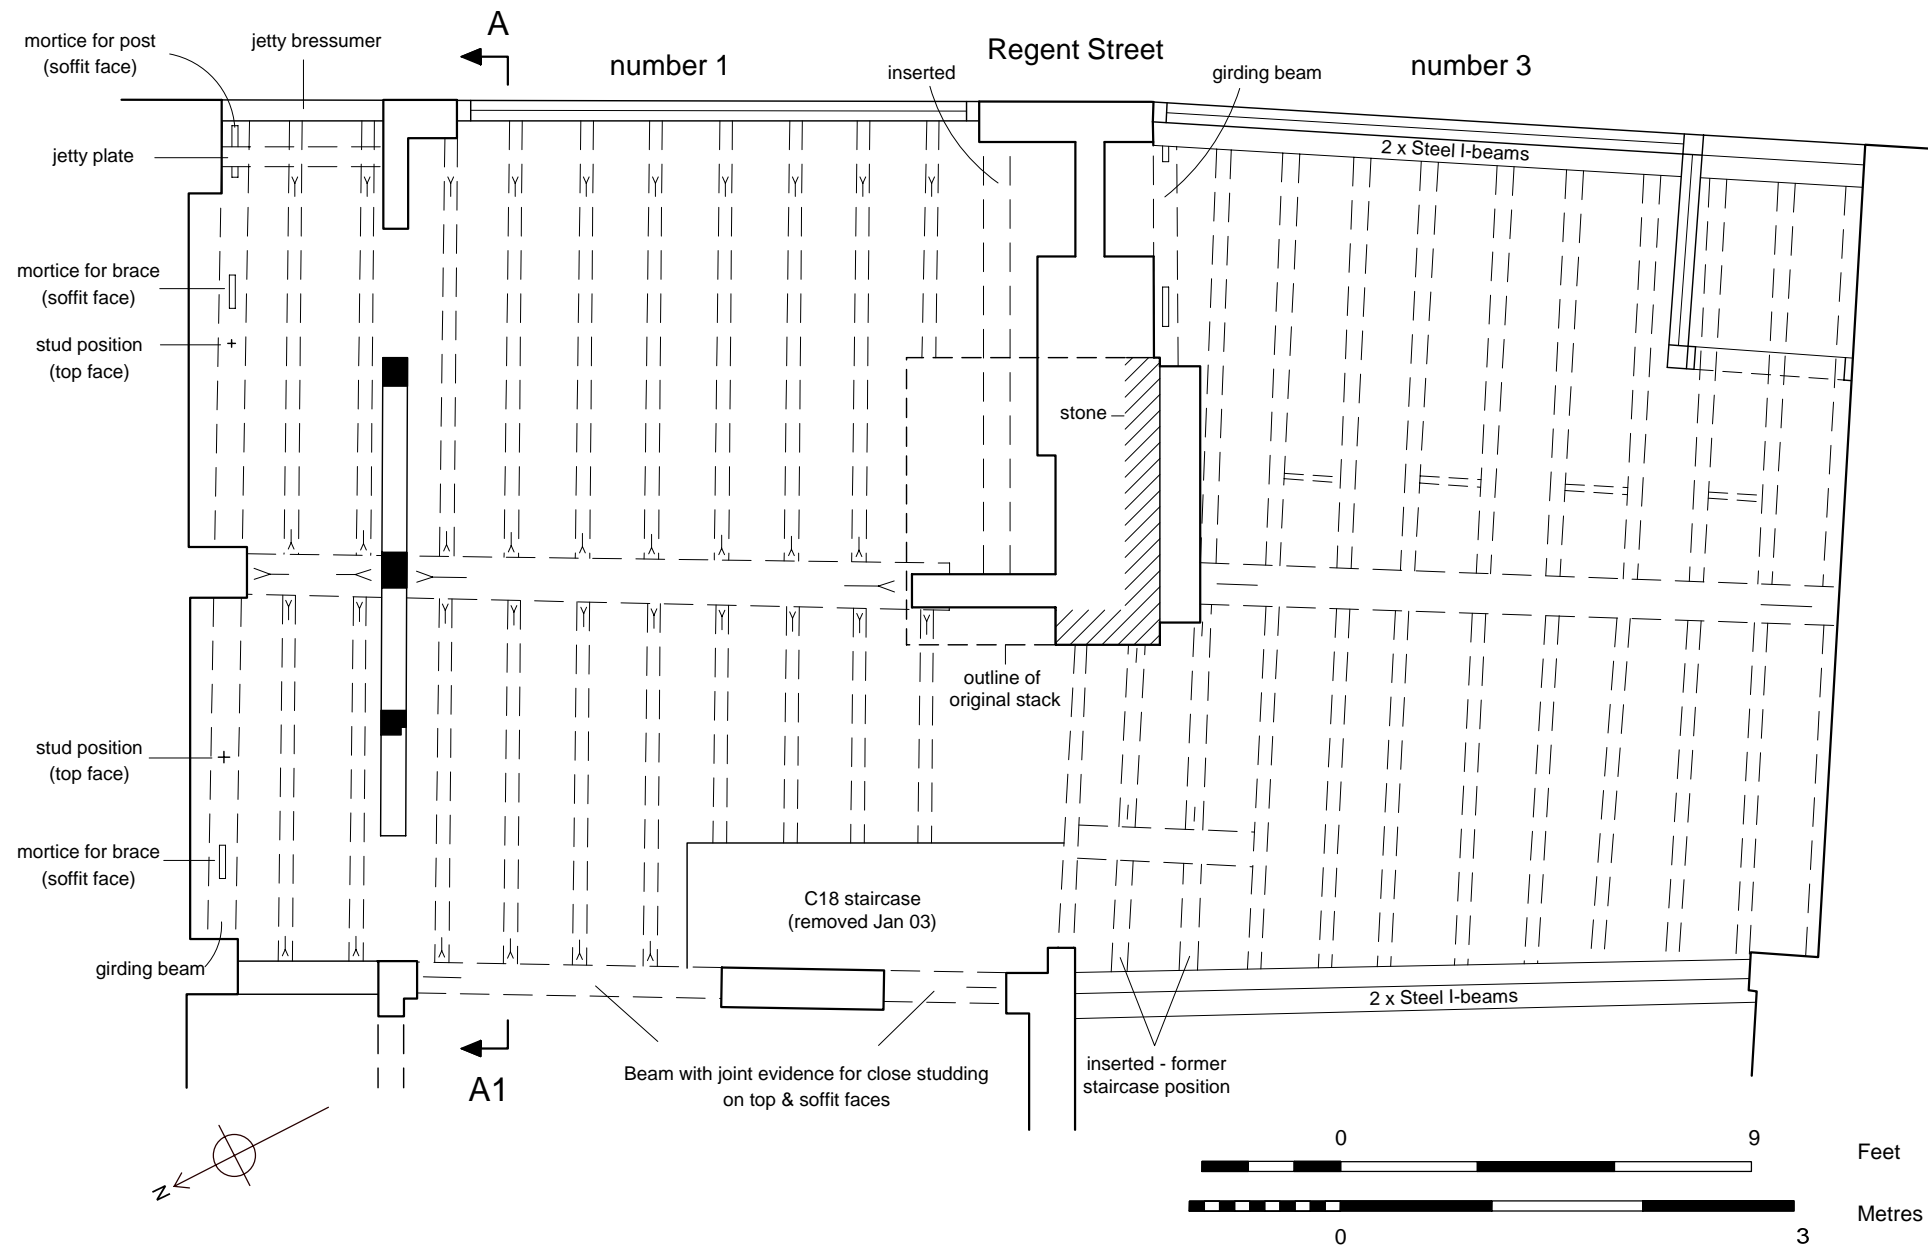 A
Regent Street
mortice for post
(soffit face)
jetty bressumer
number 1
inserted
girding beam
number 3
jetty plate
2 x Steel I-beams
mortice for brace
(soffit face)
stud position
(top face)
stone
outline of
original stack
stud position
(top face)
mortice for brace
(soffit face)
C18 staircase
(removed Jan 03)
girding beam
2 x Steel I-beams
Beam with joint evidence for close studding
on top & soffit faces
inserted - former
staircase position
A1
N
0 9
Feet
Metres
0 3